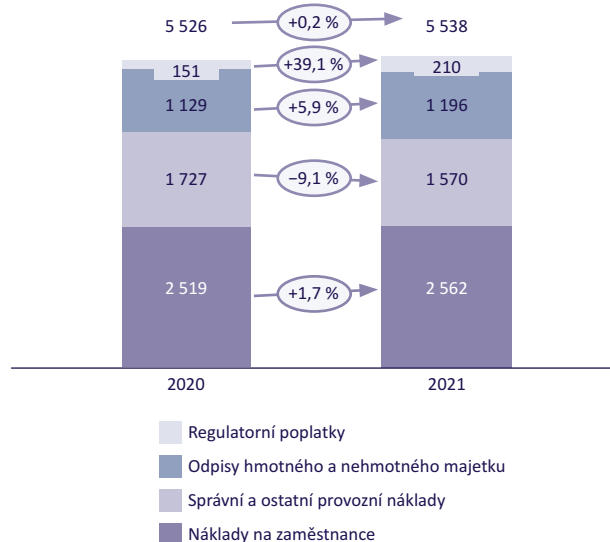 5 526 +0,2 % 5 538
151 +39,1 % 210
1 129 +5,9 % 1 196
1 727 −9,1 % 1 570
2 519 +1,7 % 2 562
2020 2021
Regulatorní poplatky
Odpisy hmotného a nehmotného majetku
Správní a ostatní provozní náklady
Náklady na zaměstnance